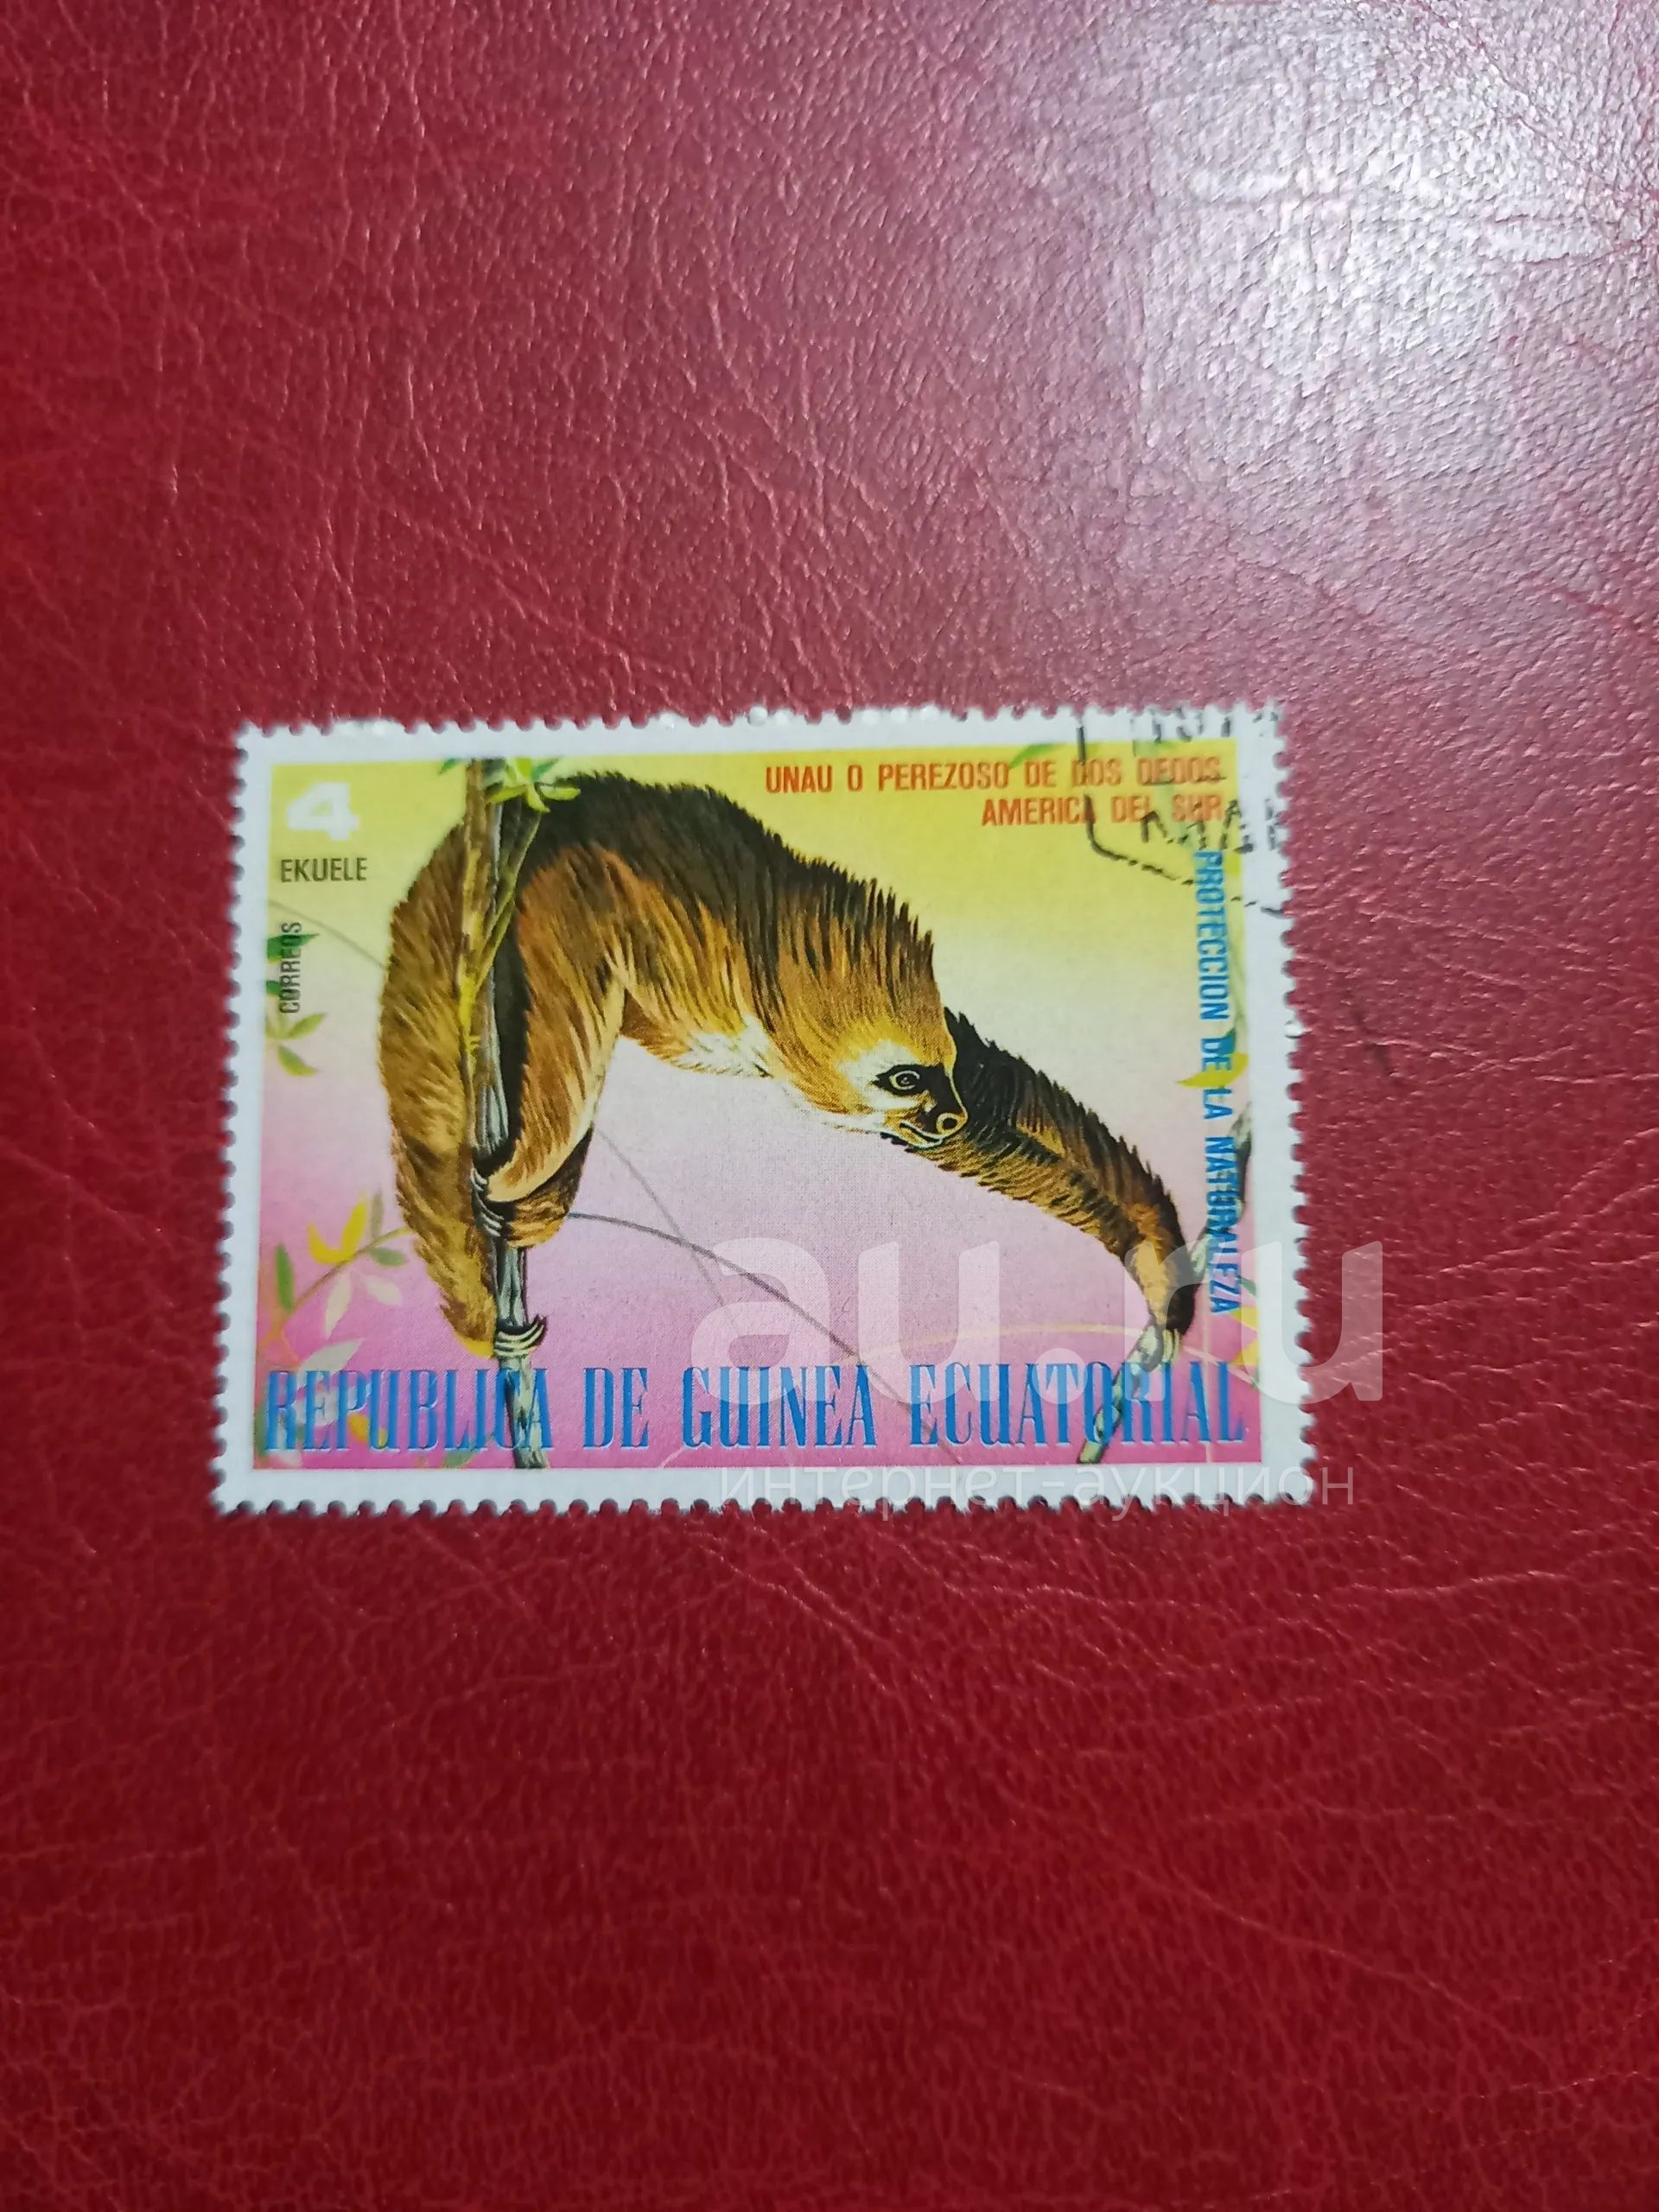 4
EKUELE
CORREOS
UNAU O PEREZOSO DE DOS DEDOS
AMERICA DEL SUR
PROTECCION DE LA NATURALEZA
REPUBLICA DE GUINEA ECUATORIAL
au.ru
интернет-аукцион